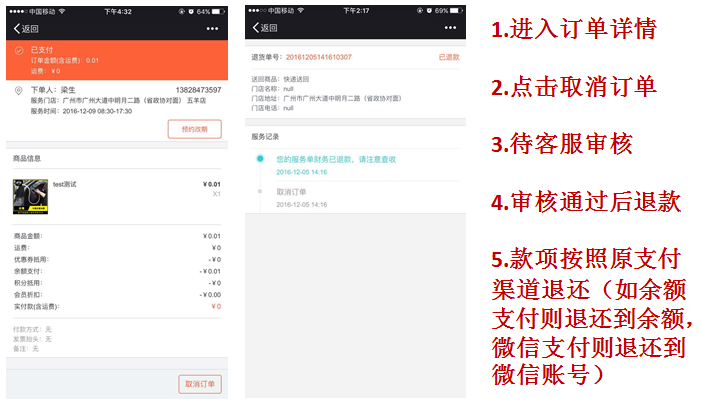 中国移动 下午4:32 64%
返回
已支付
订单金额(含运费): 0.01
运费: ¥0
下单人: 梁生 13828473597
服务门店: 广州市广州大道中明月二路（省政协对面） 五羊店
服务时间: 2016-12-09 08:30-17:30
预约改期
商品信息
test测试 ¥0.01
X1
商品金额: ¥0.01
运费: ¥0
优惠券抵用: -¥0
余额支付: -¥0.01
积分抵用: -¥0
会员折扣: -¥0.00
实付款(含运费): ¥0
付款方式: 无
发票抬头: 无
备注: 无
取消订单
中国移动 下午2:17 69%
返回
退货单号: 20161205141610307 已退款
送回商品: 快递送回
门店名称: null
门店地址: 广州市广州大道中明月二路（省政协对面）
门店电话: null
服务记录
您的服务单财务已退款，请注意查收
2016-12-05 14:16
取消订单
2016-12-05 14:16
1.进入订单详情
2.点击取消订单
3.待客服审核
4.审核通过后退款
5.款项按照原支付
渠道退还（如余额
支付则退还到余额，
微信支付则退还到
微信账号）